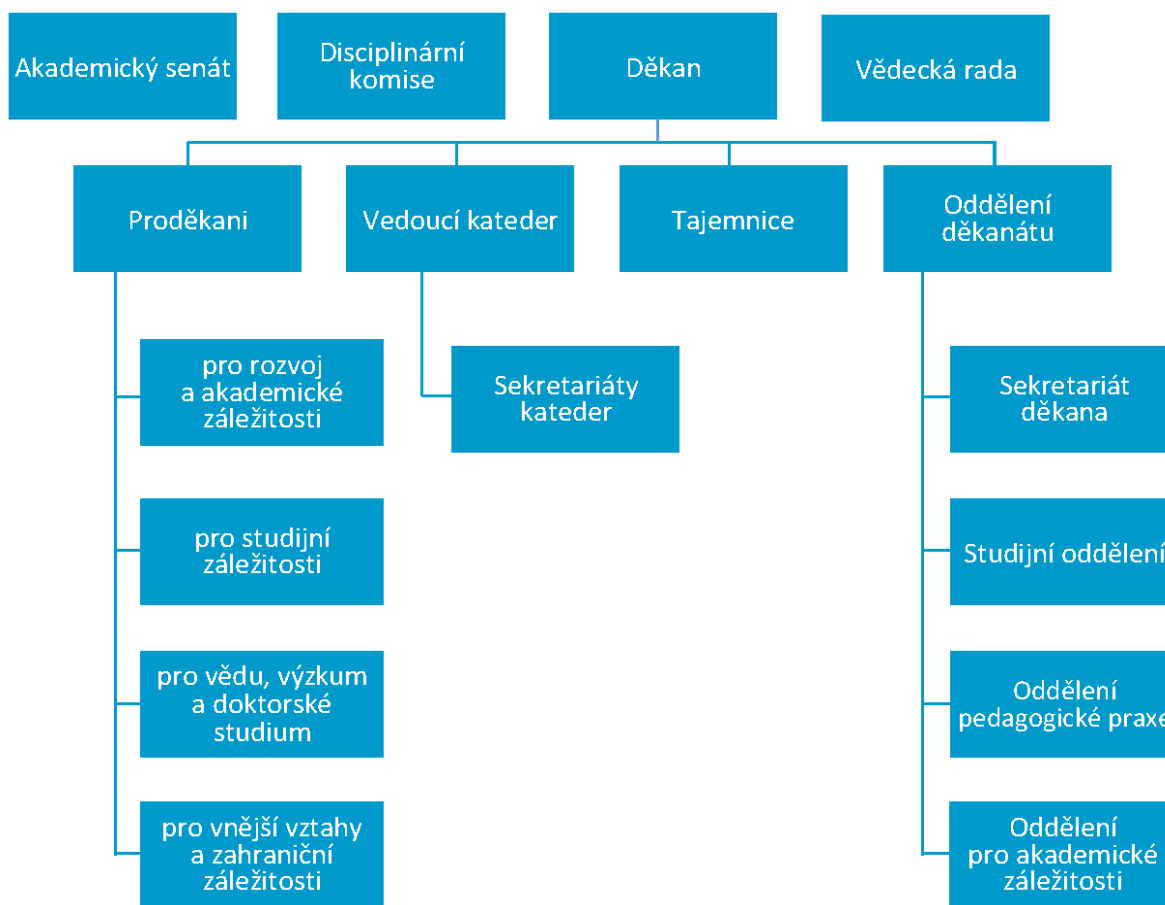 Akademický senát
Disciplinární
komise
Děkan
Vědecká rada
Proděkani
Vedoucí kateder
Tajemnice
Oddělení
děkanátu
pro rozvoj
a akademické
záležitosti
Sekretariáty
kateder
Sekretariát
děkana
pro studijní
záležitosti
Studijní oddělení
pro vědu, výzkum
a doktorské
studium
Oddělení
pedagogické praxe
pro vnější vztahy
a zahraniční
záležitosti
Oddělení
pro akademické
záležitosti